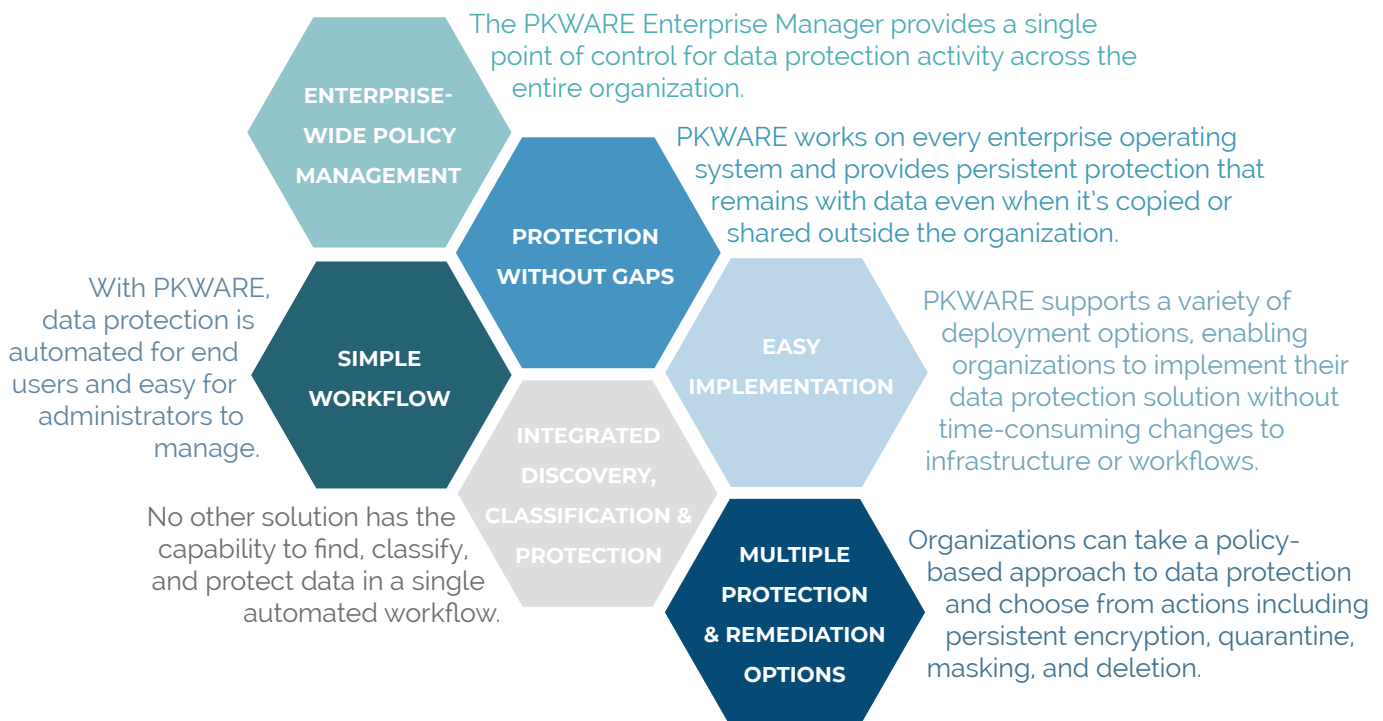 ENTERPRISE-
WIDE POLICY
MANAGEMENT
The PKWARE Enterprise Manager provides a single
point of control for data protection activity across the
entire organization.
PROTECTION
WITHOUT GAPS
PKWARE works on every enterprise operating
system and provides persistent protection that
remains with data even when it's copied or
shared outside the organization.
With PKWARE,
data protection is
automated for end
users and easy for
administrators to
manage.
SIMPLE
WORKFLOW
EASY
IMPLEMENTATION
PKWARE supports a variety of
deployment options, enabling
organizations to implement their
data protection solution without
time-consuming changes to
infrastructure or workflows.
No other solution has the
capability to find, classify,
and protect data in a single
automated workflow.
INTEGRATED
DISCOVERY,
CLASSIFICATION &
PROTECTION
MULTIPLE
PROTECTION
& REMEDIATION
OPTIONS
Organizations can take a policy-
based approach to data protection
and choose from actions including
persistent encryption, quarantine,
masking, and deletion.